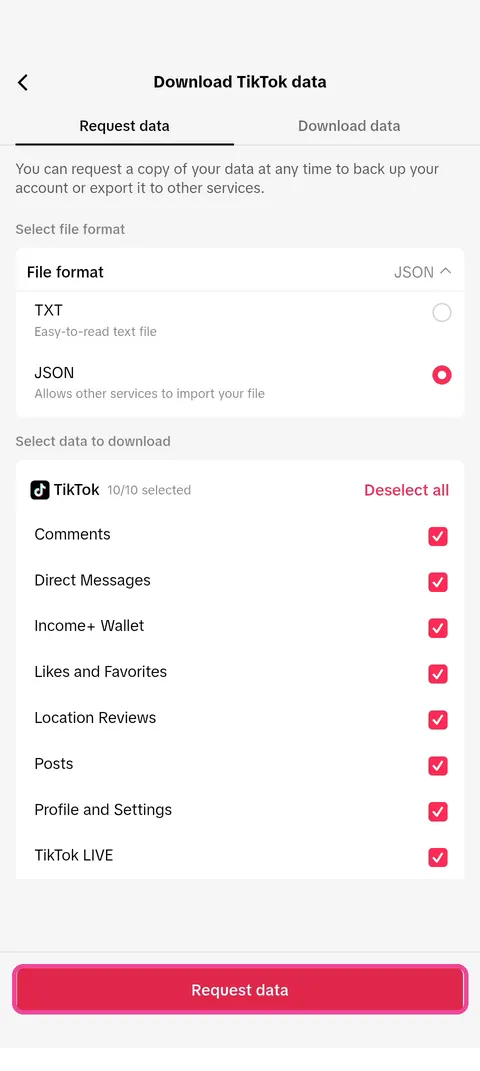 Download TikTok data
Request data
Download data
You can request a copy of your data at any time to back up your
account or export it to other services.
Select file format
File format
JSON
TXT
Easy-to-read text file
JSON
Allows other services to import your file
Select data to download
TikTok 10/10 selected
Deselect all
Comments
Direct Messages
Income+ Wallet
Likes and Favorites
Location Reviews
Posts
Profile and Settings
TikTok LIVE
Request data